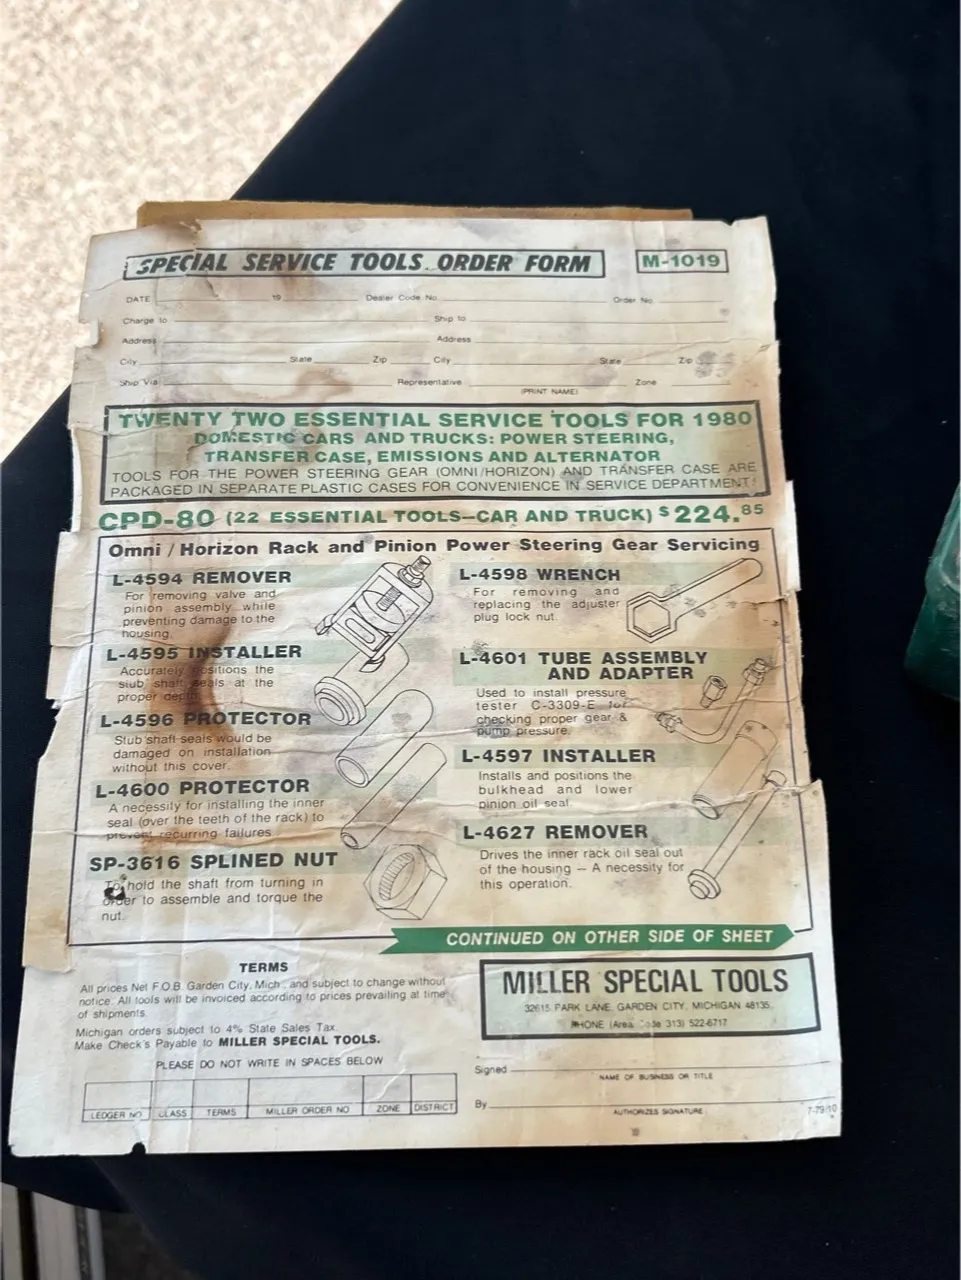 SPECIAL SERVICE TOOLS ORDER FORM
M-1019
DATE 19 Dealer Code No. Order No.
Charge to Ship to
Address Address
City State Zip City State Zip
Ship Via Representative Zone
(PRINT NAME)
TWENTY TWO ESSENTIAL SERVICE TOOLS FOR 1980
DOMESTIC CARS AND TRUCKS: POWER STEERING,
TRANSFER CASE, EMISSIONS AND ALTERNATOR
TOOLS FOR THE POWER STEERING GEAR (OMNI/HORIZON) AND TRANSFER CASE ARE
PACKAGED IN SEPARATE PLASTIC CASES FOR CONVENIENCE IN SERVICE DEPARTMENT!
CPD-80 (22 ESSENTIAL TOOLS—CAR AND TRUCK) $224.85
Omni / Horizon Rack and Pinion Power Steering Gear Servicing
L-4594 REMOVER
For removing valve and
pinion assembly while
preventing damage to the
housing.
L-4595 INSTALLER
Accurately positions the
stub shaft seals at the
proper depth.
L-4596 PROTECTOR
Stub shaft seals would be
damaged on installation
without this cover.
L-4600 PROTECTOR
A necessity for installing the inner
seal (over the teeth of the rack) to
prevent recurring failures
SP-3616 SPLINED NUT
To hold the shaft from turning in
order to assemble and torque the
nut.
L-4598 WRENCH
For removing and
replacing the adjuster
plug lock nut.
L-4601 TUBE ASSEMBLY
AND ADAPTER
Used to install pressure
tester C-3309-E for
checking proper gear &
pump pressure.
L-4597 INSTALLER
Installs and positions the
bulkhead and lower
pinion oil seal.
L-4627 REMOVER
Drives the inner rack oil seal out
of the housing — A necessity for
this operation.
CONTINUED ON OTHER SIDE OF SHEET
TERMS
All prices Net F.O.B. Garden City, Mich., and subject to change without
notice. All tools will be invoiced according to prices prevailing at time
of shipments.
Michigan orders subject to 4% State Sales Tax.
Make Check's Payable to MILLER SPECIAL TOOLS.
PLEASE DO NOT WRITE IN SPACES BELOW
LEDGER NO CLASS TERMS MILLER ORDER NO ZONE DISTRICT
MILLER SPECIAL TOOLS
32615 PARK LANE, GARDEN CITY, MICHIGAN 48135
PHONE (Area Code 313) 522-6717
Signed
NAME OF BUSINESS OR TITLE
By
AUTHORIZES SIGNATURE
7-79/10